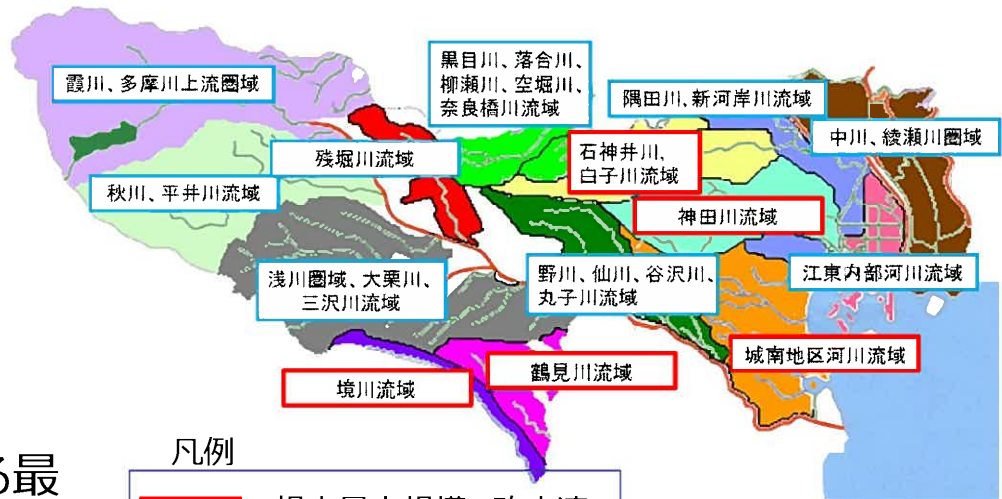 霞川、多摩川上流圏域
黒目川、落合川、
柳瀬川、空堀川、
奈良橋川流域
隅田川、新河岸川流域
中川、綾瀬川圏域
残堀川流域
石神井川、
白子川流域
秋川、平井川流域
神田川流域
浅川圏域、大栗川、
三沢川流域
野川、仙川、谷沢川、
丸子川流域
江東内部河川流域
城南地区河川流域
鶴見川流域
境川流域
凡例
る最